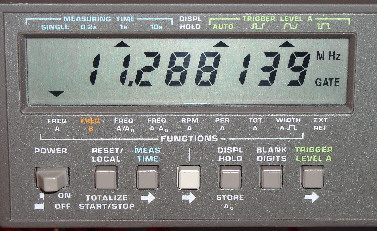 MEASURING TIME DISPL TRIGGER LEVEL A
SINGLE 0.2s 1s 10s HOLD AUTO
11.288139 MHz
GATE
FREQ FREQ FREQ FREQ RPM PER TOT WIDTH EXT
A B A/A A A A A A REF
FUNCTIONS
POWER RESET/ MEAS DISPL BLANK TRIGGER
LOCAL TIME HOLD DIGITS LEVEL A
ON TOTALIZE STORE
OFF START/STOP